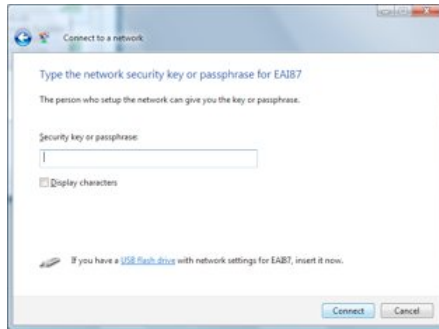 Connect to a network
Type the network security key or passphrase for EAI87
The person who setup the network can give you the key or passphrase.
Security key or passphrase:
Display characters
If you have a USB flash drive with network settings for EAI87, insert it now.
Connect Cancel